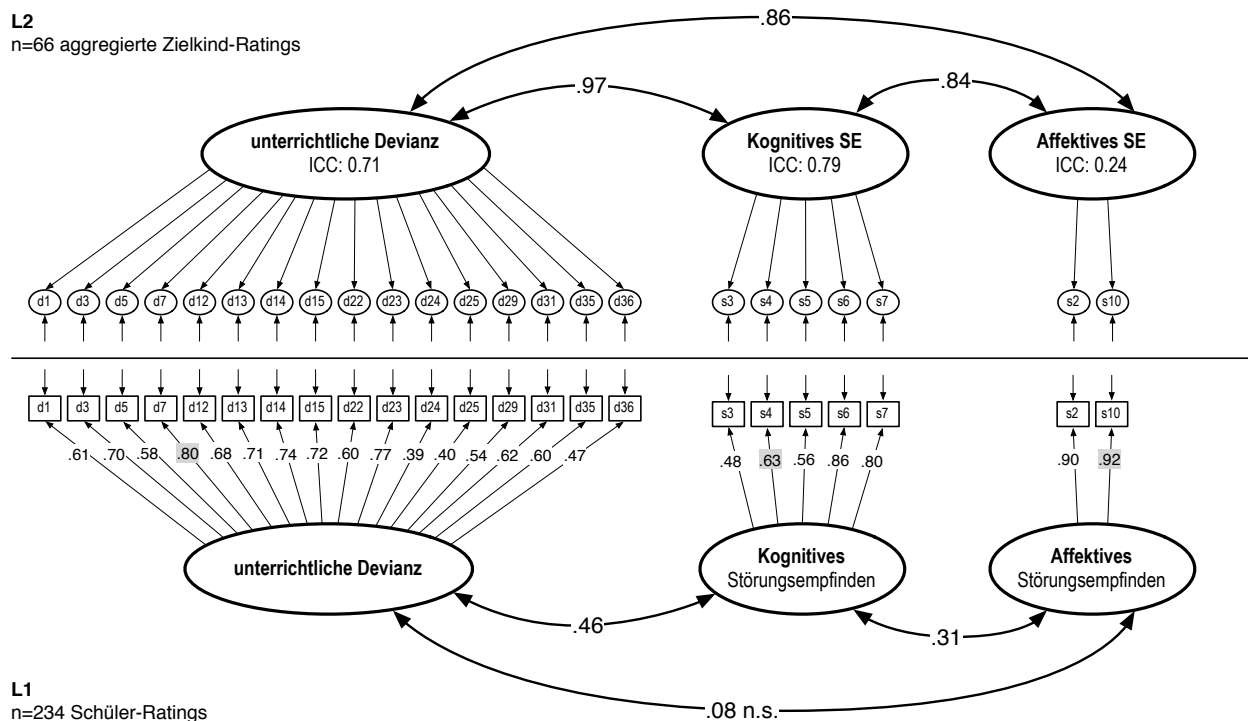 L2
n=66 aggregierte Zielkind-Ratings
.86
.97
.84
unterrichtliche Devianz
ICC: 0.71
Kognitives SE
ICC: 0.79
Affektives SE
ICC: 0.24
d1 d3 d5 d7 d12 d13 d14 d15 d22 d23 d24 d25 d29 d31 d35 d36 s3 s4 s5 s6 s7 s2 s10
d1 d3 d5 d7 d12 d13 d14 d15 d22 d23 d24 d25 d29 d31 d35 d36 s3 s4 s5 s6 s7 s2 s10
.61 .70 .58 .80 .68 .71 .74 .72 .60 .77 .39 .40 .54 .62 .60 .47 .48 .63 .56 .86 .80 .90 .92
unterrichtliche Devianz
Kognitives
Störungsempfinden
Affektives
Störungsempfinden
.46
.31
.08 n.s.
L1
n=234 Schüler-Ratings